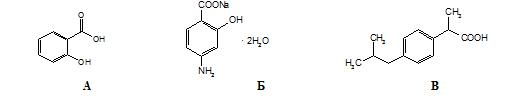 O
OH
OH
А
COONa
OH
· 2H₂O
NH₂
Б
CH₃
COOH
CH₃
H₃C
В